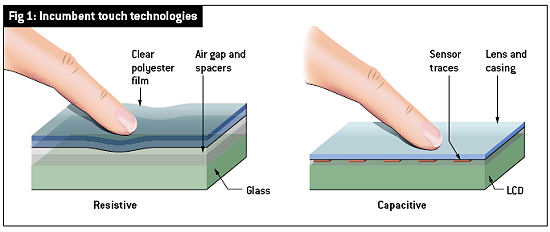 Fig 1: Incumbent touch technologies
Clear
polyester
film
Air gap and
spacers
Glass
Resistive
Sensor
traces
Lens and
casing
LCD
Capacitive